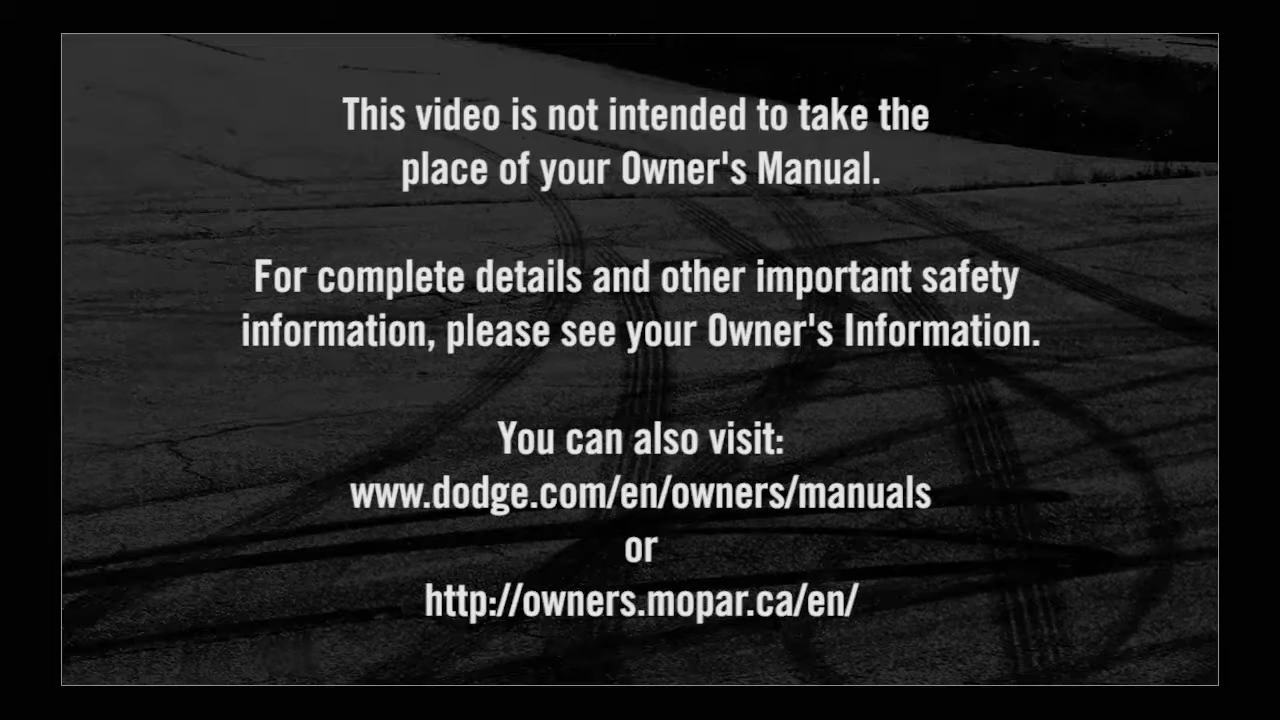 This video is not intended to take the
place of your Owner's Manual.
For complete details and other important safety
information, please see your Owner's Information.
You can also visit:
www.dodge.com/en/owners/manuals
or
http://owners.mopar.ca/en/